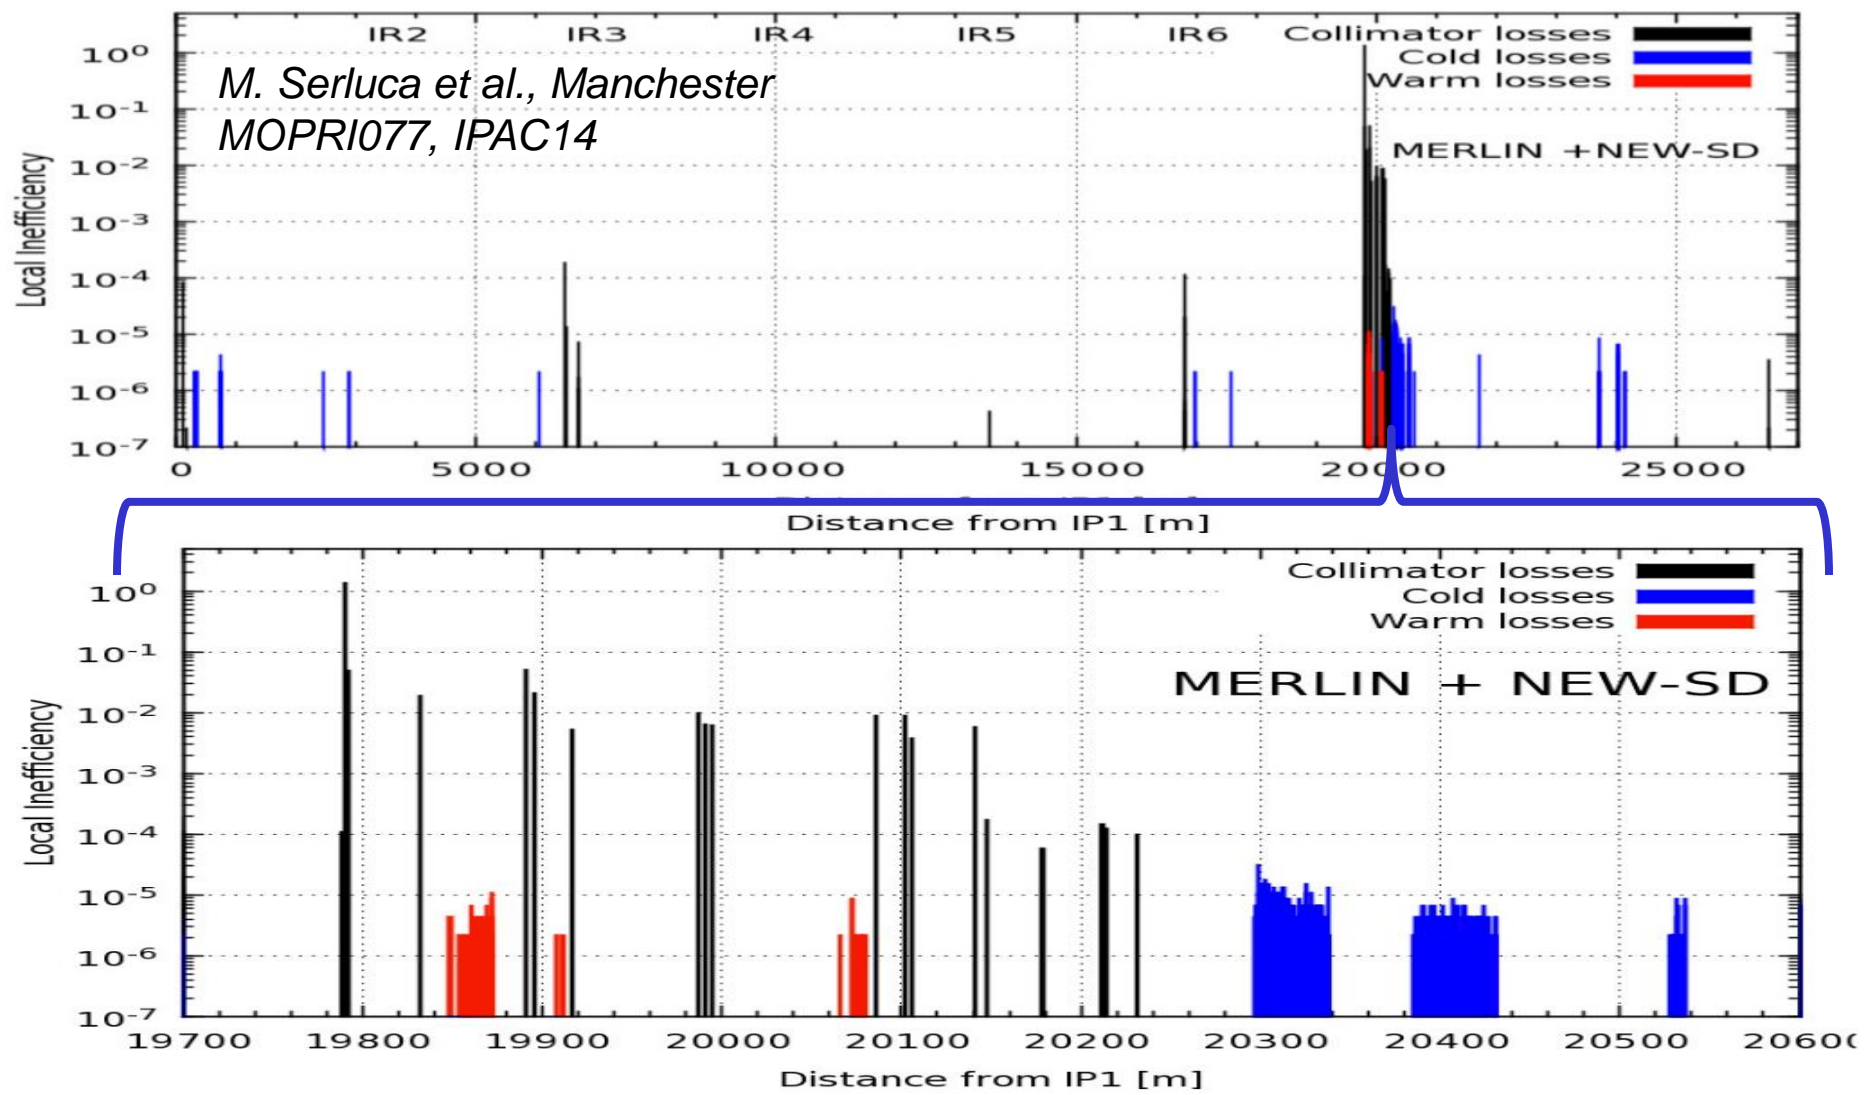 IR2 IR3 IR4 IR5 IR6 Collimator losses
Cold losses
Warm losses
M. Serluca et al., Manchester
MOPRI077, IPAC14
MERLIN +NEW-SD
Local Inefficiency
10⁰
10⁻¹
10⁻²
10⁻³
10⁻⁴
10⁻⁵
10⁻⁶
10⁻⁷
0 5000 10000 15000 20000 25000
Distance from IP1 [m]
Collimator losses
Cold losses
Warm losses
MERLIN + NEW-SD
Local Inefficiency
10⁰
10⁻¹
10⁻²
10⁻³
10⁻⁴
10⁻⁵
10⁻⁶
10⁻⁷
19700 19800 19900 20000 20100 20200 20300 20400 20500
Distance from IP1 [m]